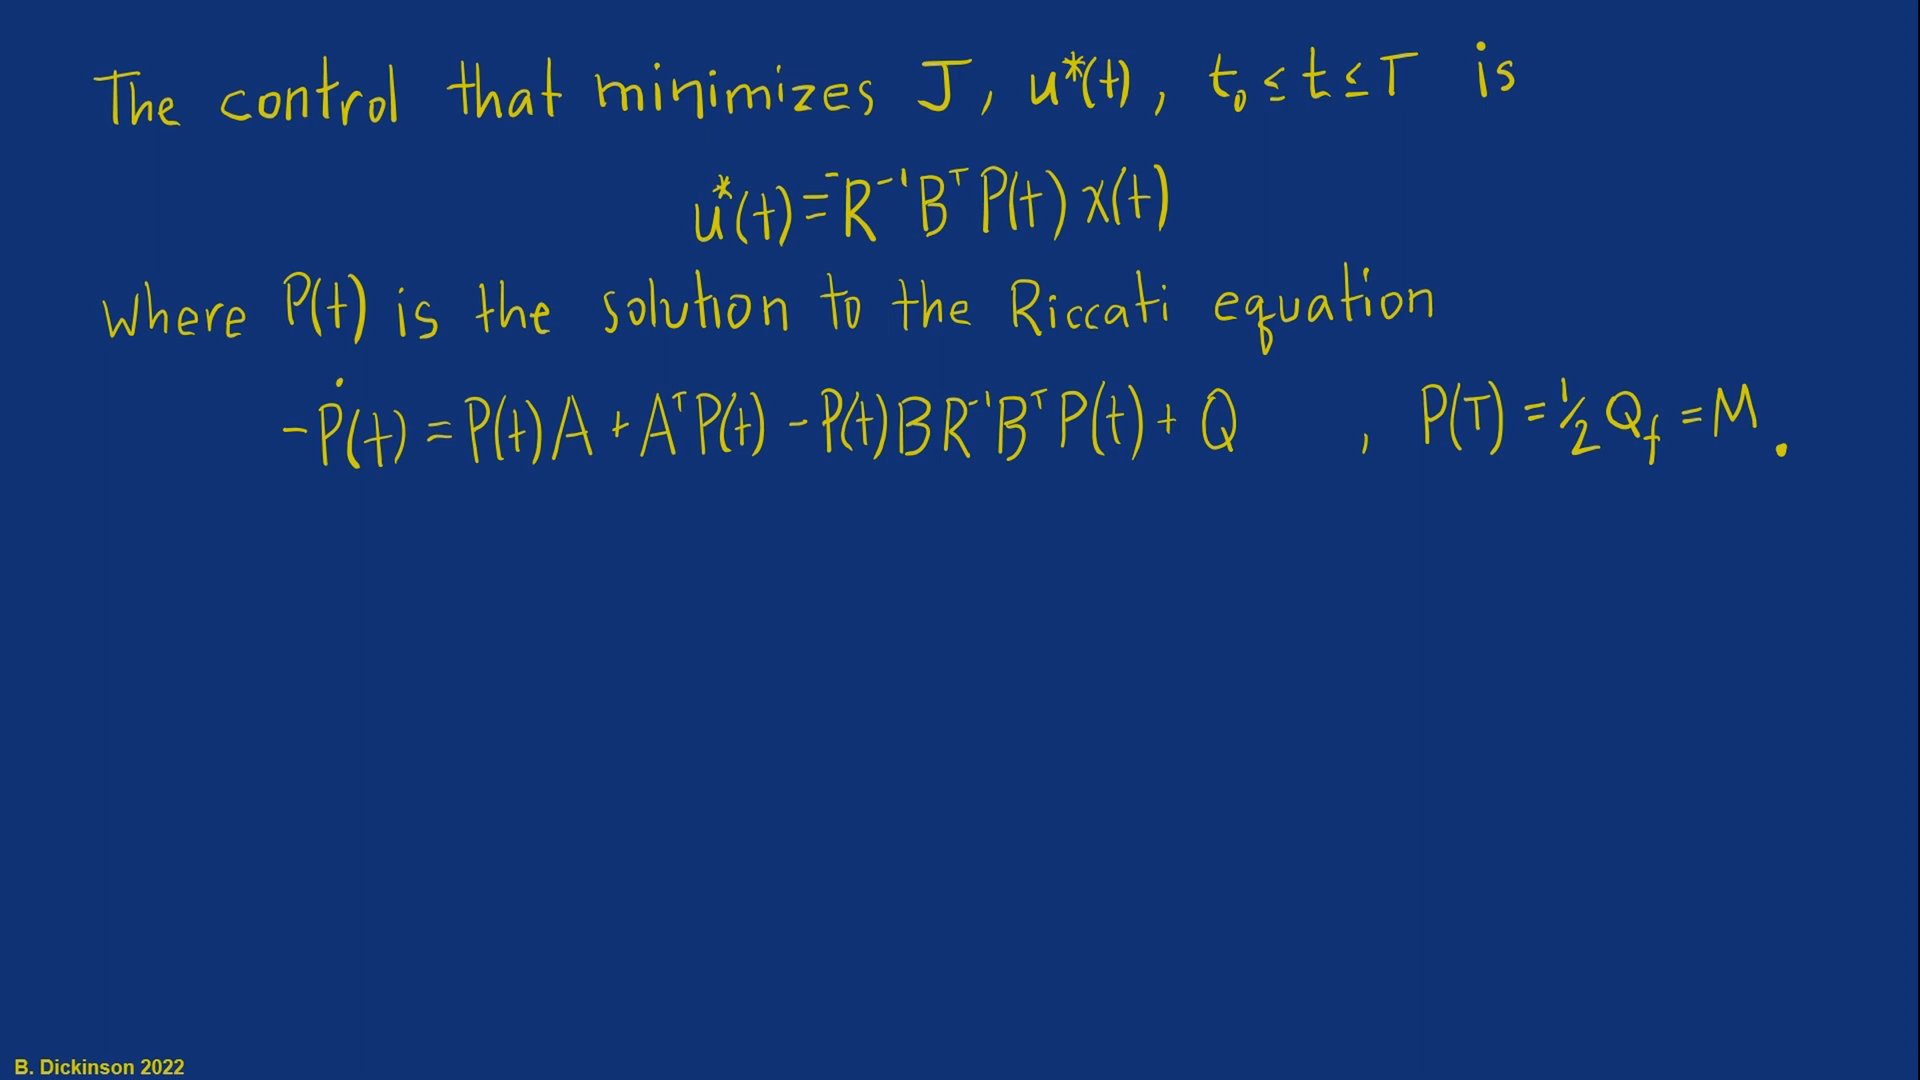 The control that minimizes J, u*(t), t₀ ≤ t ≤ T is
u*(t) = -R⁻¹BᵀP(t)x(t)
where P(t) is the solution to the Riccati equation
-Ṗ(t) = P(t)A + AᵀP(t) - P(t)BR⁻¹BᵀP(t) + Q , P(T) = ½Q_f = M.
B. Dickinson 2022